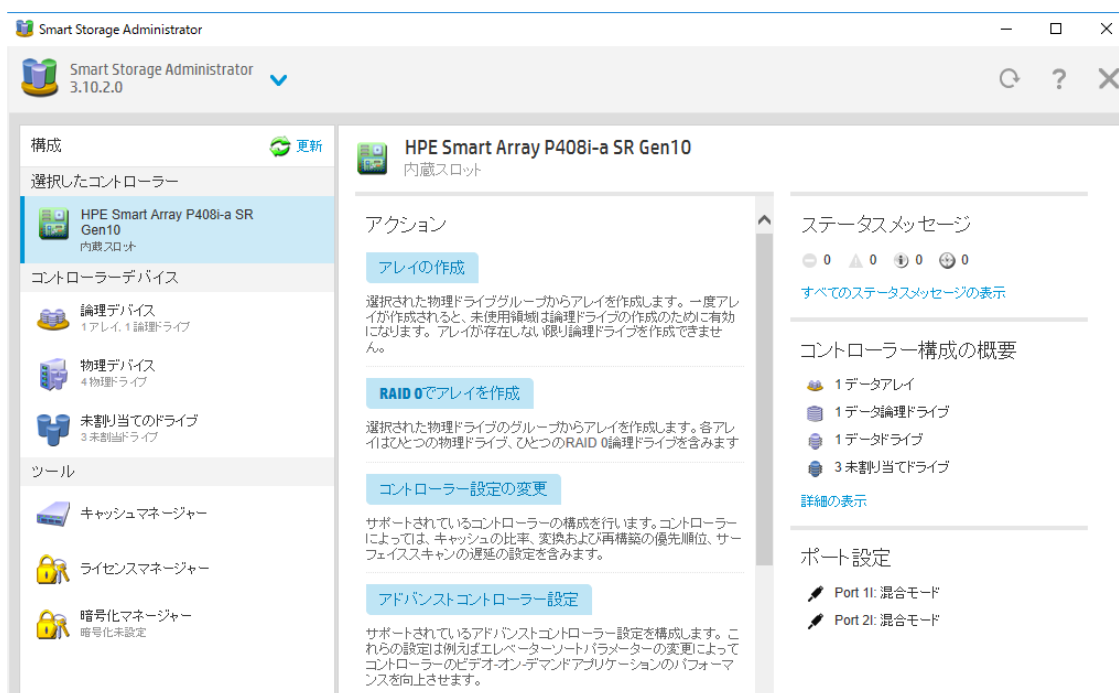 Smart Storage Administrator
Smart Storage Administrator
3.10.2.0
構成
更新
選択したコントローラー
HPE Smart Array P408i-a SR
Gen10
内蔵スロット
コントローラーデバイス
論理デバイス
1アレイ, 1論理ドライブ
物理デバイス
4物理ドライブ
未割り当てのドライブ
3未割当ドライブ
ツール
キャッシュマネージャー
ライセンスマネージャー
暗号化マネージャー
暗号化未設定
HPE Smart Array P408i-a SR Gen10
内蔵スロット
アクション
アレイの作成
選択された物理ドライブグループからアレイを作成します。一度アレ
イが作成されると、未使用領域は論理ドライブの作成のために有効
になります。アレイが存在しない限り論理ドライブを作成できませ
ん。
RAID 0でアレイを作成
選択された物理ドライブのグループからアレイを作成します。各アレ
イはひとつの物理ドライブ、ひとつのRAID 0論理ドライブを含みます
コントローラー設定の変更
サポートされているコントローラーの構成を行います。コントローラー
によっては、キャッシュの比率、変換および再構築の優先順位、サー
フェイススキャンの遅延の設定を含みます。
アドバンストコントローラー設定
サポートされているアドバンストコントローラー設定を構成します。こ
れらの設定は例えばエレベーターソートパラメーターの変更によって
コントローラーのビデオ-オン-デマンドアプリケーションのパフォーマ
ンスを向上させます。
ステータスメッセージ
0 0 0 0
すべてのステータスメッセージの表示
コントローラー構成の概要
1 データアレイ
1 データ論理ドライブ
1 データドライブ
3 未割り当てドライブ
詳細の表示
ポート設定
Port 1I: 混合モード
Port 2I: 混合モード